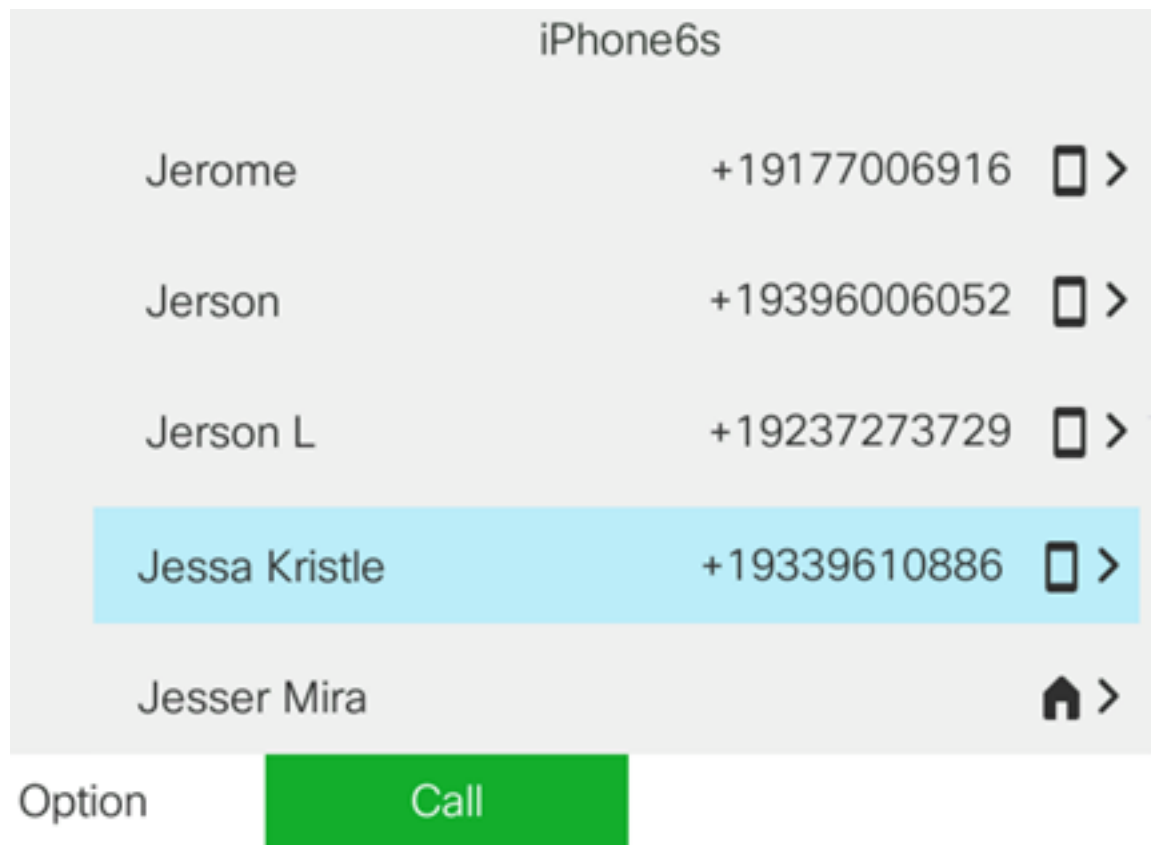 iPhone6s
Jerome +19177006916
Jerson +19396006052
Jerson L +19237273729
Jessa Kristle +19339610886
Jesser Mira
Option Call